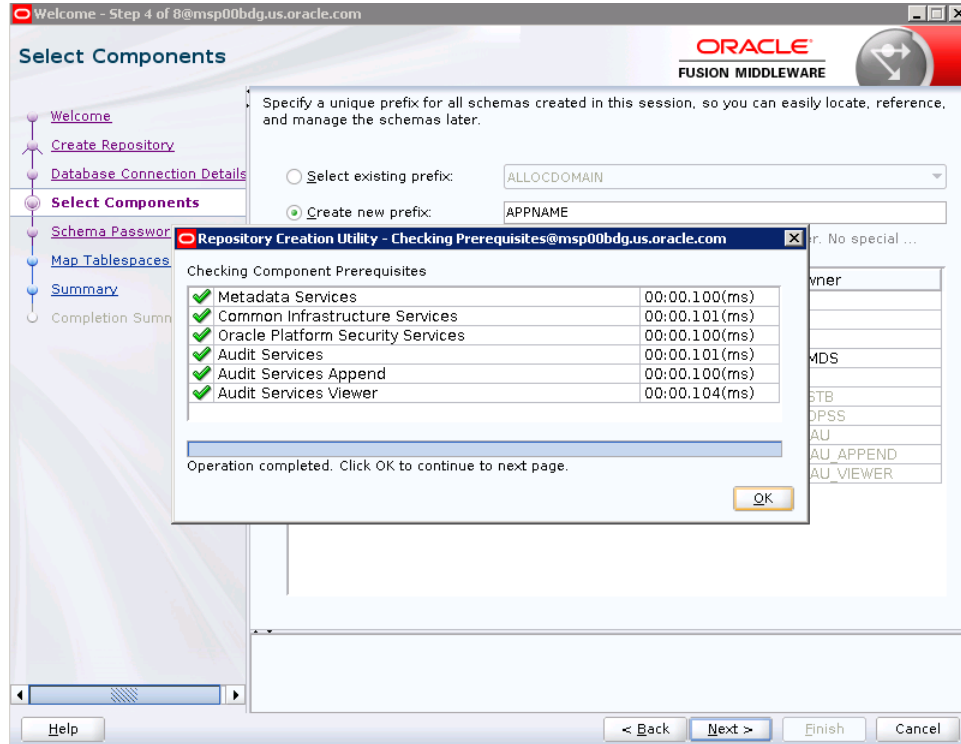 Welcome - Step 4 of 8@msp00bdg.us.oracle.com
Select Components
ORACLE
FUSION MIDDLEWARE
Welcome
Create Repository
Database Connection Details
Select Components
Schema Passwor
Map Tablespaces
Summary
Completion Summ
Specify a unique prefix for all schemas created in this session, so you can easily locate, reference,
and manage the schemas later.
Select existing prefix: ALLOCDOMAIN
Create new prefix: APPNAME
r. No special ...
wner
MDS
STB
OPSS
AU
AU_APPEND
AU_VIEWER
Repository Creation Utility - Checking Prerequisites@msp00bdg.us.oracle.com
Checking Component Prerequisites
Metadata Services 00:00.100(ms)
Common Infrastructure Services 00:00.101(ms)
Oracle Platform Security Services 00:00.100(ms)
Audit Services 00:00.101(ms)
Audit Services Append 00:00.100(ms)
Audit Services Viewer 00:00.104(ms)
Operation completed. Click OK to continue to next page.
OK
Help
< Back
Next >
Finish
Cancel